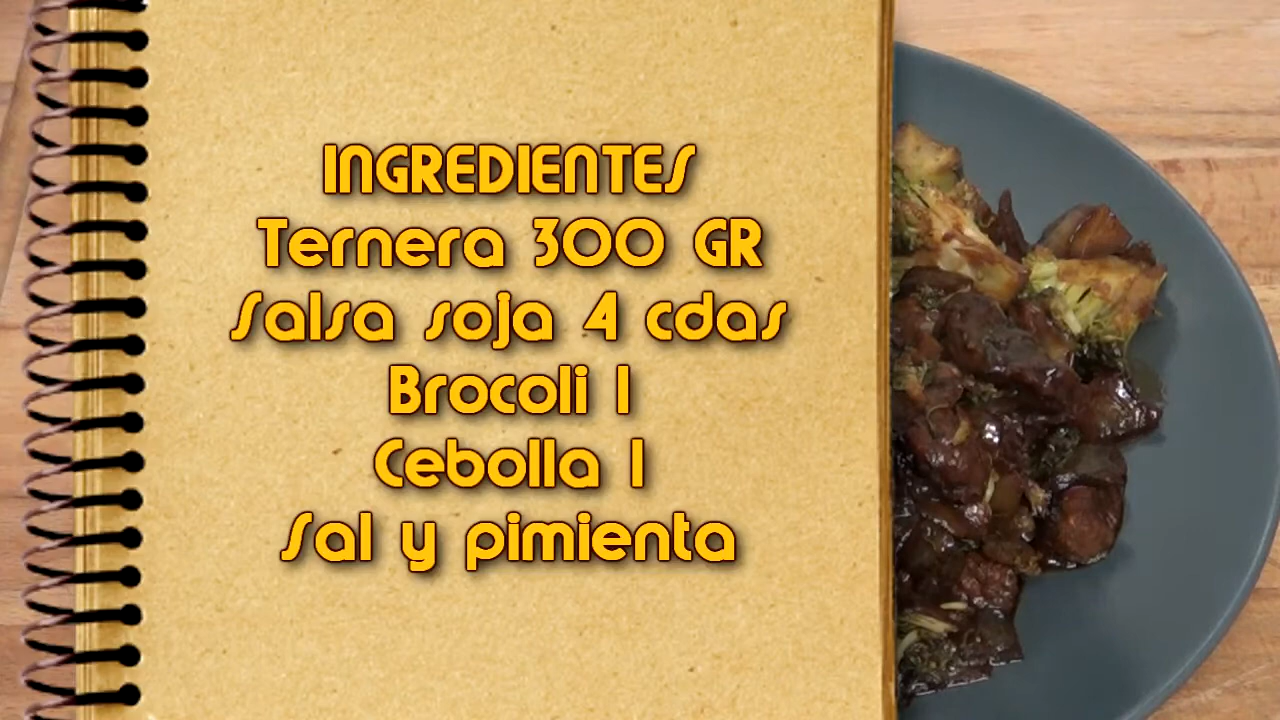 INGREDIENTES
Ternera 300 GR
Salsa soja 4 cdas
Brocoli 1
Cebolla 1
Sal y pimienta